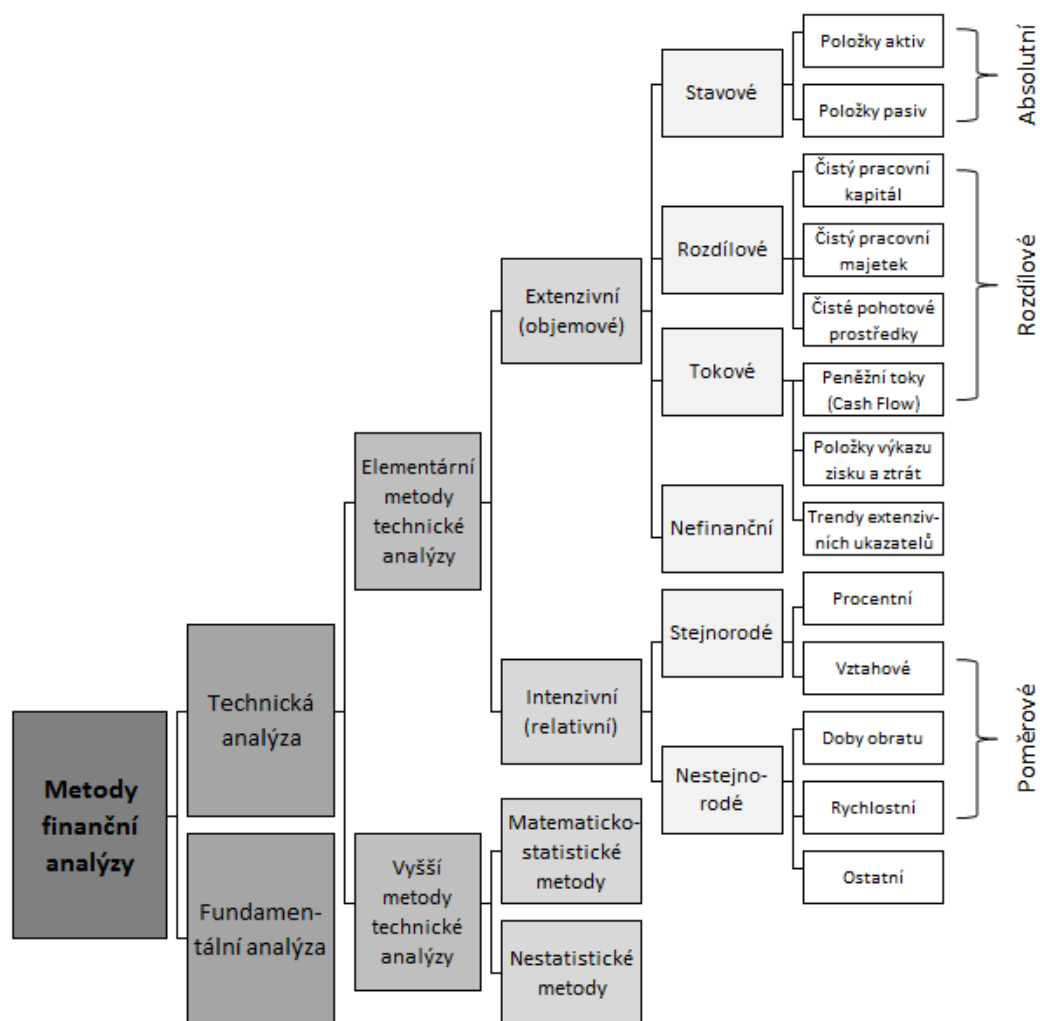 Metody
finanční
analýzy
Technická
analýza
Fundamen-
tální analýza
Elementární
metody
technické
analýzy
Vyšší
metody
technické
analýzy
Extenzivní
(objemové)
Intenzivní
(relativní)
Matematicko-
statistické
metody
Nestatistické
metody
Stavové
Rozdílové
Tokové
Nefinanční
Stejnorodé
Nestejno-
rodé
Položky aktiv
Položky pasiv
Čistý pracovní
kapitál
Čistý pracovní
majetek
Čisté pohotové
prostředky
Peněžní toky
(Cash Flow)
Položky výkazu
zisku a ztrát
Trendy extenziv-
ních ukazatelů
Procentní
Vztahové
Doby obratu
Rychlostní
Ostatní
Absolutní
Rozdílové
Poměrové